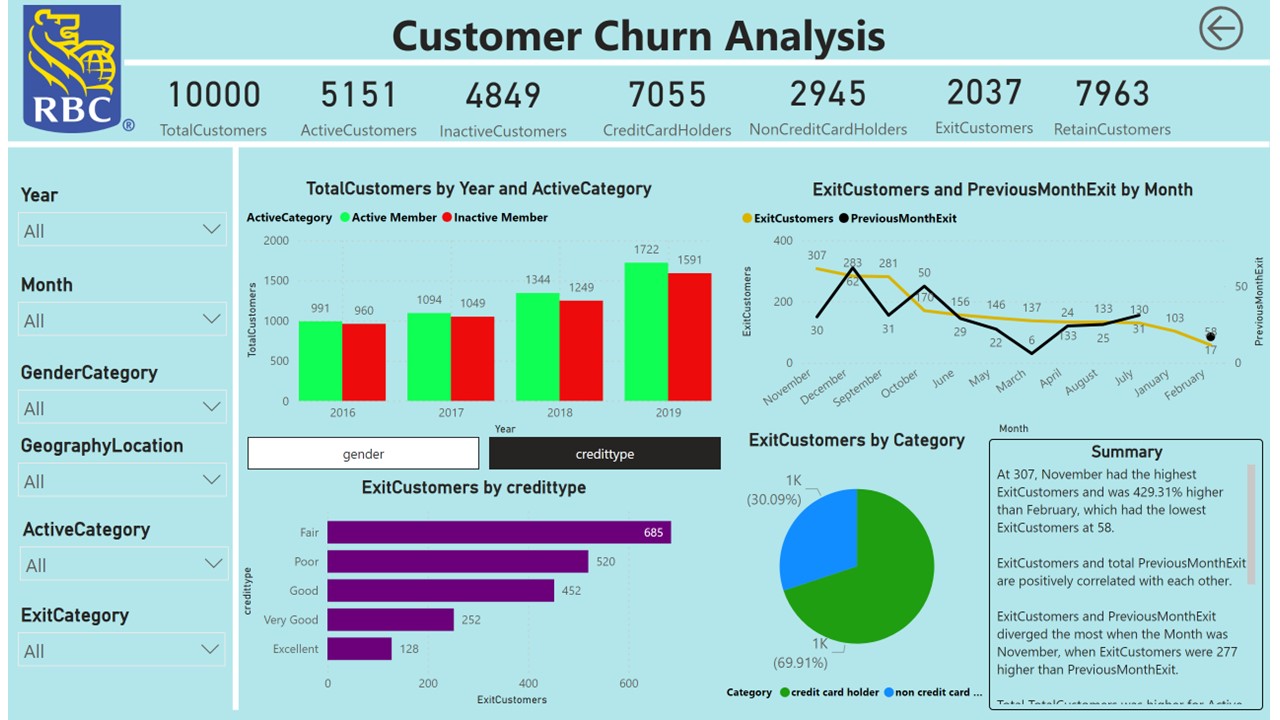 RBC
®
Customer Churn Analysis
10000
TotalCustomers
5151
ActiveCustomers
4849
InactiveCustomers
7055
CreditCardHolders
2945
NonCreditCardHolders
2037
ExitCustomers
7963
RetainCustomers
Year
All
Month
All
GenderCategory
All
GeographyLocation
All
ActiveCategory
All
ExitCategory
All
TotalCustomers by Year and ActiveCategory
ActiveCategory Active Member Inactive Member
TotalCustomers
2000
1500
1000
500
0
991 960
1094 1049
1344 1249
1722 1591
2016 2017 2018 2019
Year
gender
credittype
ExitCustomers by credittype
credittype
Fair 685
Poor 520
Good 452
Very Good 252
Excellent 128
0 200 400 600
ExitCustomers
ExitCustomers and PreviousMonthExit by Month
ExitCustomers PreviousMonthExit
ExitCustomers
400
200
0
307 283 281 170 156 146 137 133 133 130 103 58
30 62 31 50 29 22 6 24 25 31 17
50
0
PreviousMonthExit
November December September October June May March April August July January February
Month
ExitCustomers by Category
1K
(30.09%)
1K
(69.91%)
Category credit card holder non credit card ...
Summary
At 307, November had the highest
ExitCustomers and was 429.31% higher
than February, which had the lowest
ExitCustomers at 58.
ExitCustomers and total PreviousMonthExit
are positively correlated with each other.
ExitCustomers and PreviousMonthExit
diverged the most when the Month was
November, when ExitCustomers were 277
higher than PreviousMonthExit.
Total TotalCustomers was higher for Active